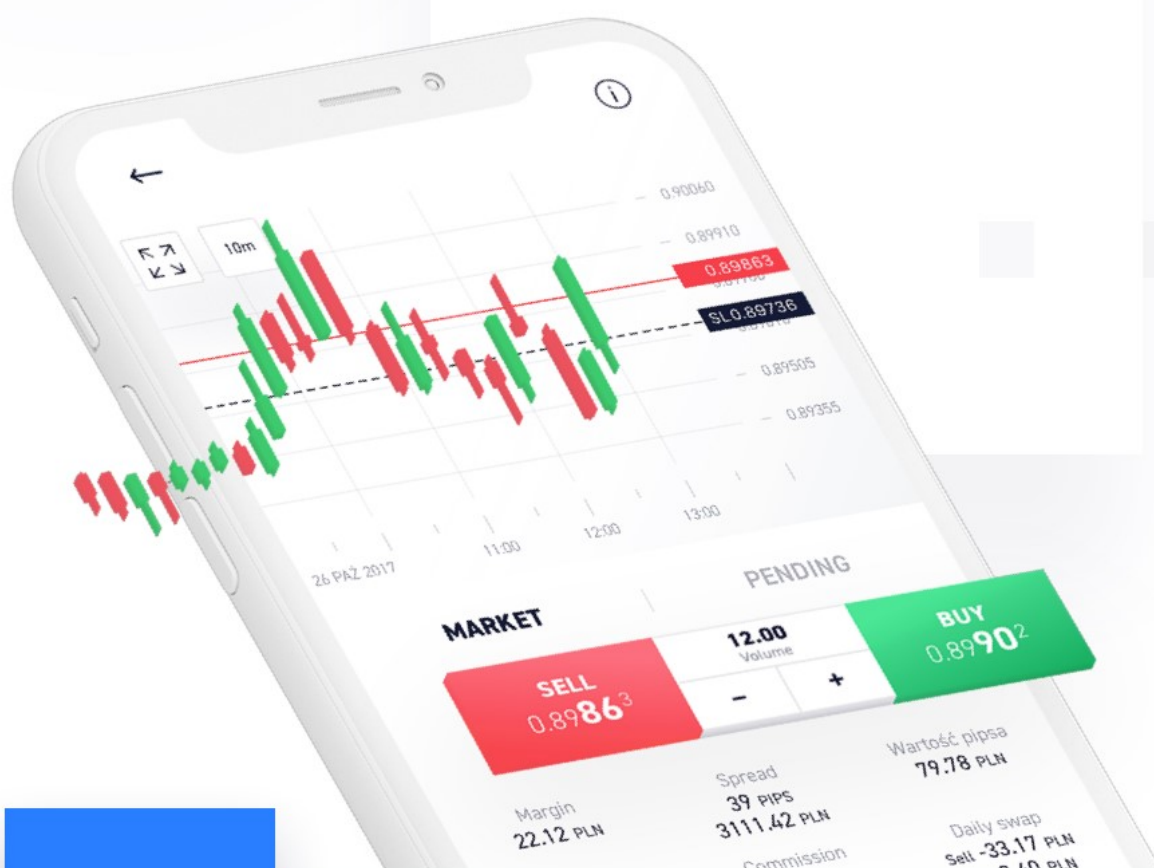 10m
0.90060
0.89910
0.89863
SL0.89736
0.89505
0.89355
26 PAŹ 2017
11:00
12:00
13:00
MARKET
PENDING
SELL
0.89863
12.00
Volume
-
+
BUY
0.89902
Margin
22.12 PLN
Spread
39 PIPS
3111.42 PLN
Wartość pipsa
79.78 PLN
Commission
Daily swap
Sell -33.17 PLN
PLN